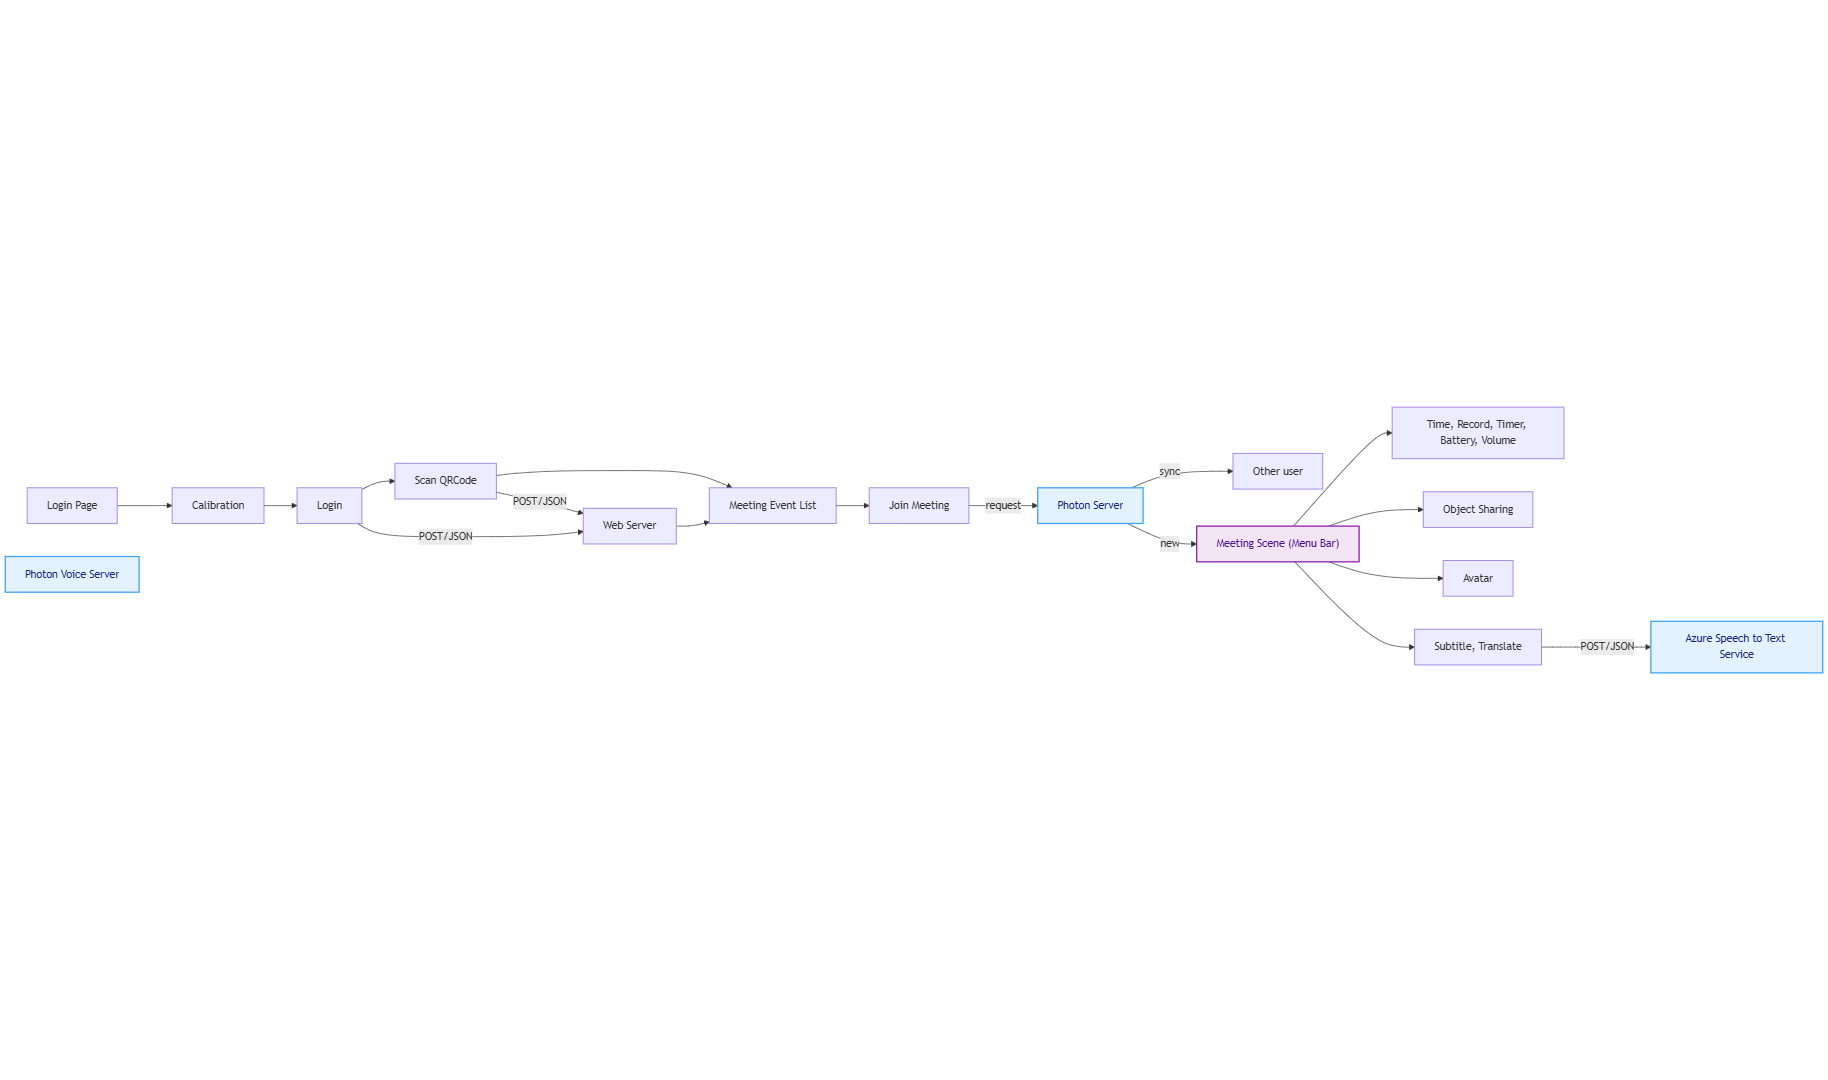 Login Page
Calibration
Login
Scan QRCode
POST/JSON
POST/JSON
Web Server
Meeting Event List
Join Meeting
request
Photon Server
sync
Other user
new
Meeting Scene (Menu Bar)
Time, Record, Timer,
Battery, Volume
Object Sharing
Avatar
Subtitle, Translate
POST/JSON
Azure Speech to Text
Service
Photon Voice Server